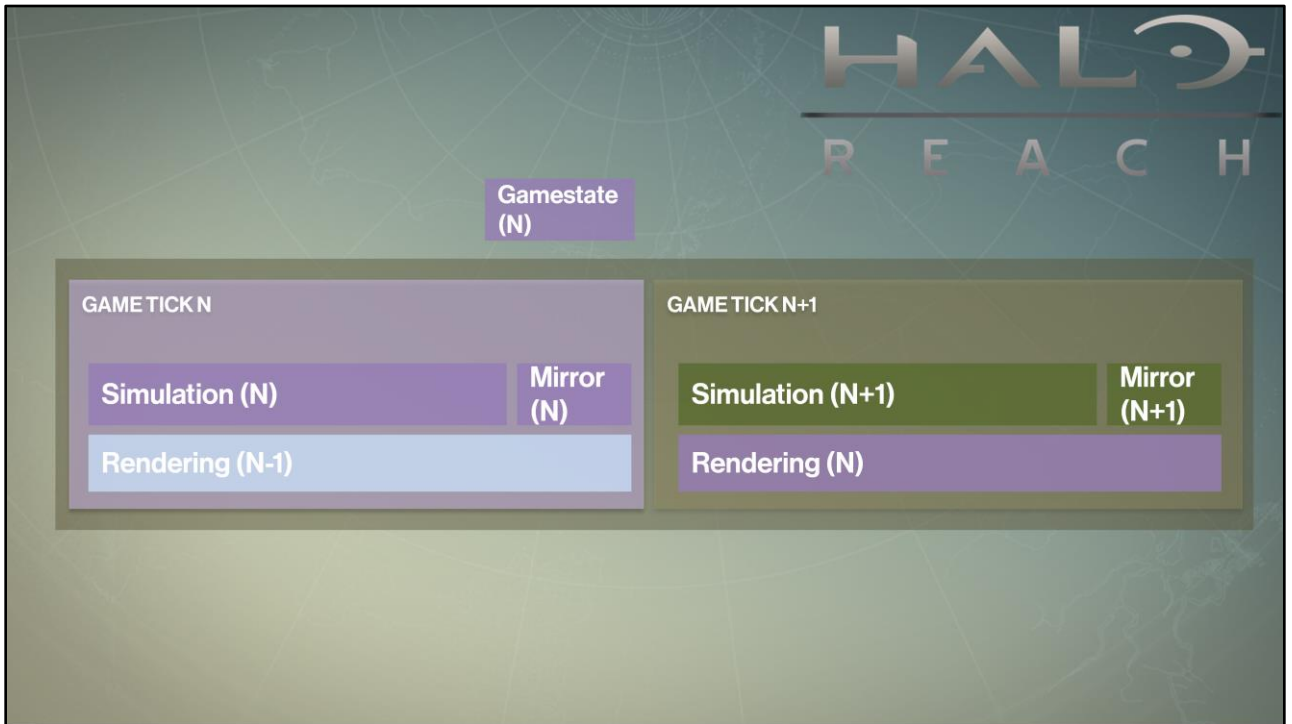 HALO
REACH
Gamestate
(N)
GAME TICK N
GAME TICK N+1
Simulation (N)
Mirror
(N)
Simulation (N+1)
Mirror
(N+1)
Rendering (N-1)
Rendering (N)